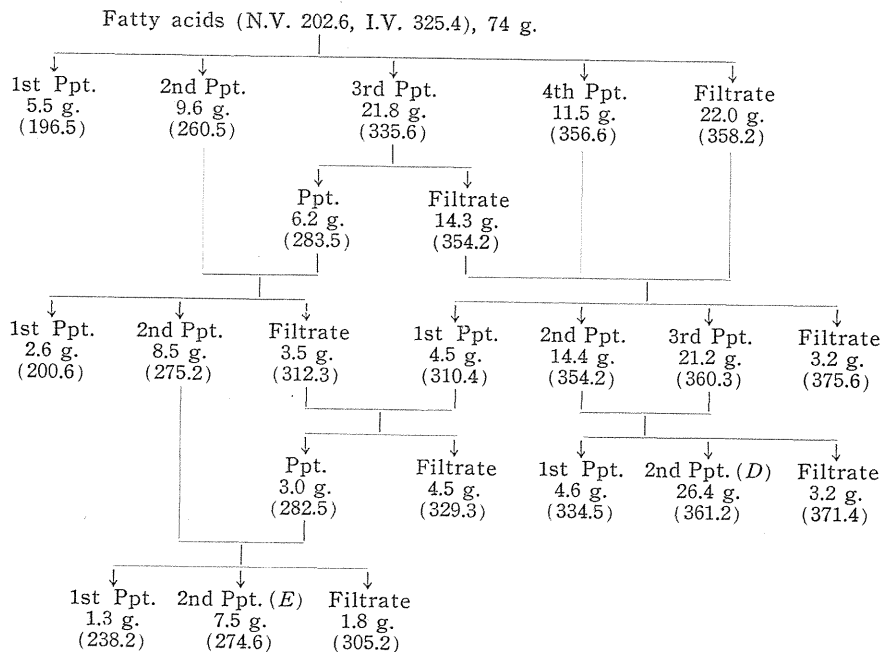 Fatty acids (N.V. 202.6, I.V. 325.4), 74 g.
1st Ppt. 2nd Ppt. 3rd Ppt. 4th Ppt. Filtrate
5.5 g. 9.6 g. 21.8 g. 11.5 g. 22.0 g.
(196.5) (260.5) (335.6) (356.6) (358.2)
Ppt. Filtrate
6.2 g. 14.3 g.
(283.5) (354.2)
1st Ppt. 2nd Ppt. Filtrate 1st Ppt. 2nd Ppt. 3rd Ppt. Filtrate
2.6 g. 8.5 g. 3.5 g. 4.5 g. 14.4 g. 21.2 g. 3.2 g.
(200.6) (275.2) (312.3) (310.4) (354.2) (360.3) (375.6)
Ppt. Filtrate 1st Ppt. 2nd Ppt. (D) Filtrate
3.0 g. 4.5 g. 4.6 g. 26.4 g. 3.2 g.
(282.5) (329.3) (334.5) (361.2) (371.4)
1st Ppt. 2nd Ppt. (E) Filtrate
1.3 g. 7.5 g. 1.8 g.
(238.2) (274.6) (305.2)